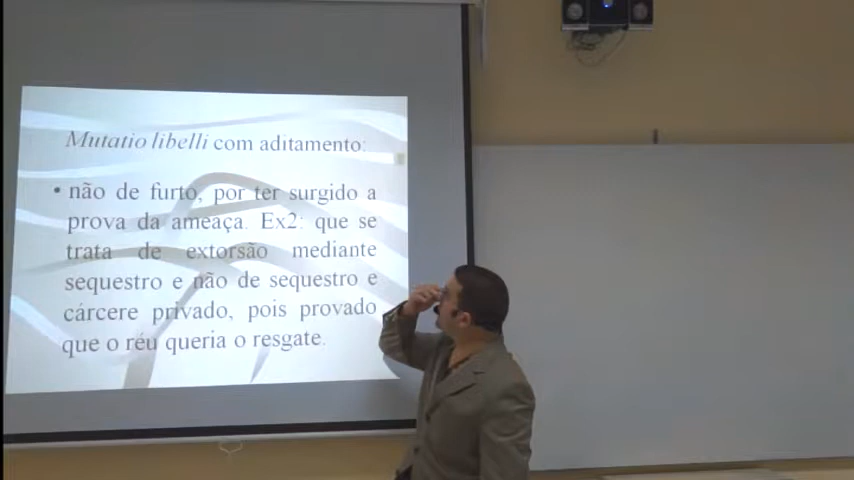 Mutatio libelli com aditamento:
• não de furto, por ter surgido a
prova da ameaça. Ex2: que se
trata de extorsão mediante
sequestro e não de sequestro e
cárcere privado, pois provado
que o réu queria o resgate.